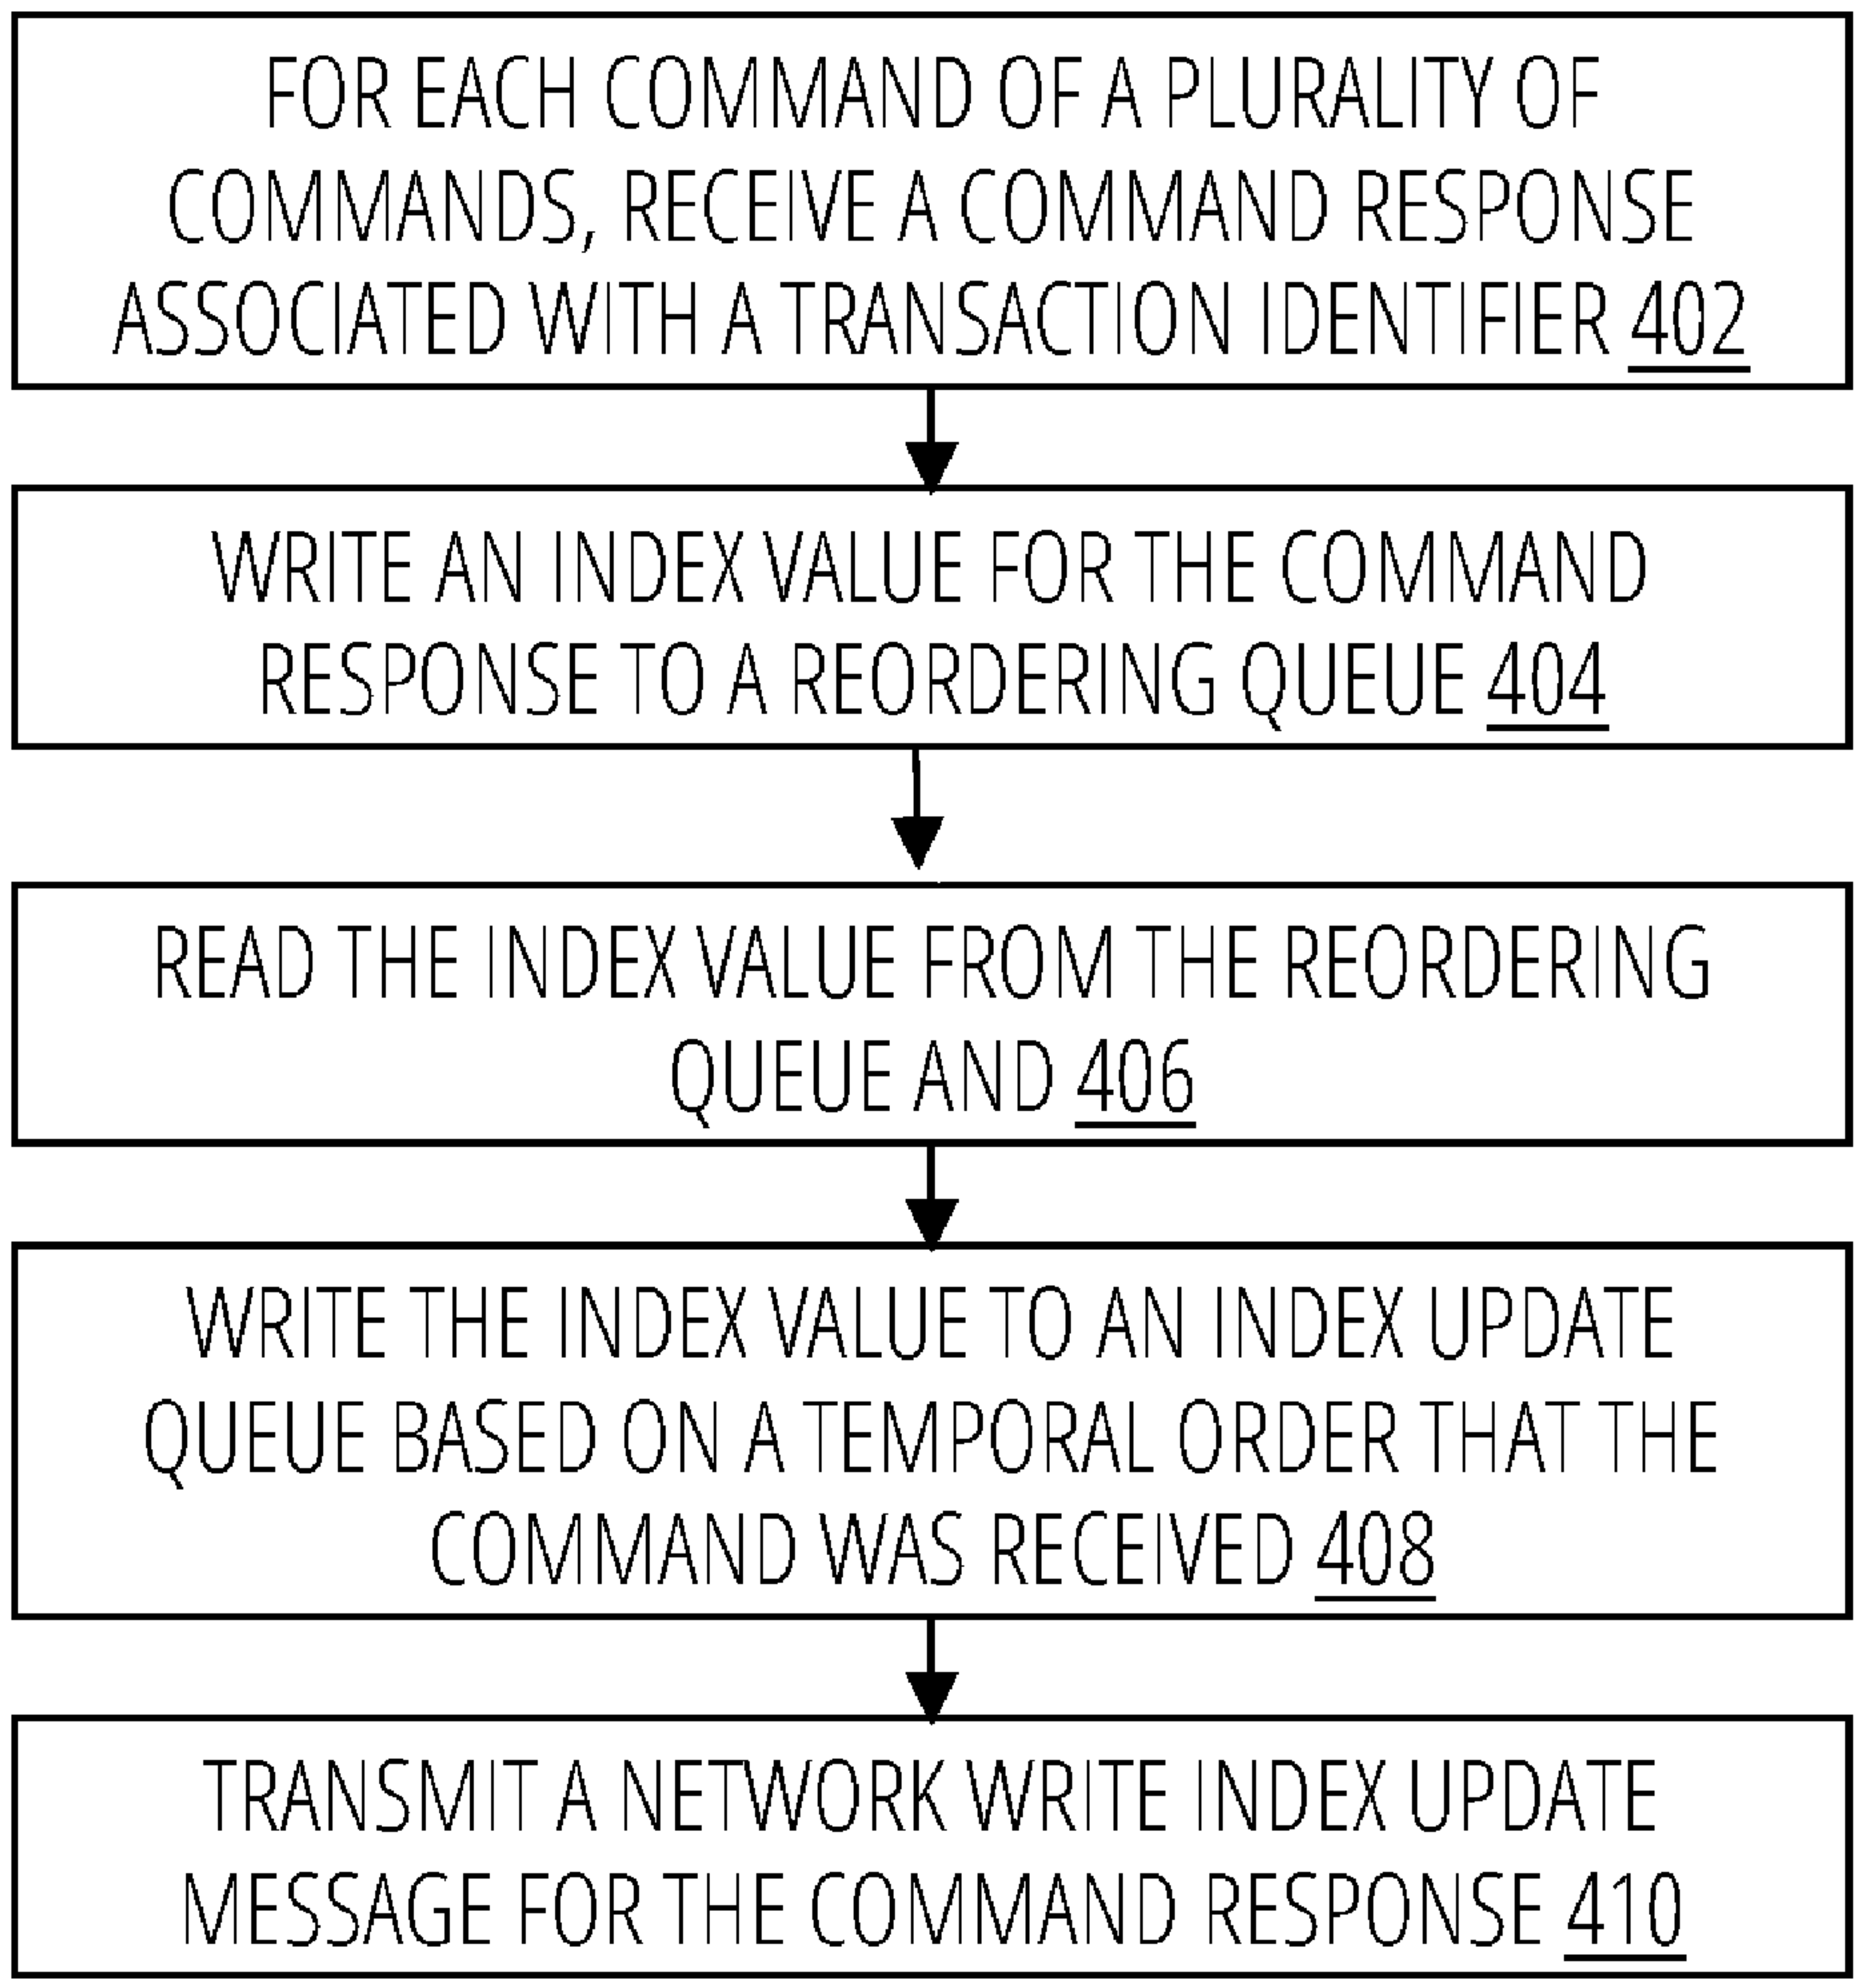 FOR EACH COMMAND OF A PLURALITY OF
COMMANDS, RECEIVE A COMMAND RESPONSE
ASSOCIATED WITH A TRANSACTION IDENTIFIER 402
WRITE AN INDEX VALUE FOR THE COMMAND
RESPONSE TO A REORDERING QUEUE 404
READ THE INDEX VALUE FROM THE REORDERING
QUEUE AND 406
WRITE THE INDEX VALUE TO AN INDEX UPDATE
QUEUE BASED ON A TEMPORAL ORDER THAT THE
COMMAND WAS RECEIVED 408
TRANSMIT A NETWORK WRITE INDEX UPDATE
MESSAGE FOR THE COMMAND RESPONSE 410